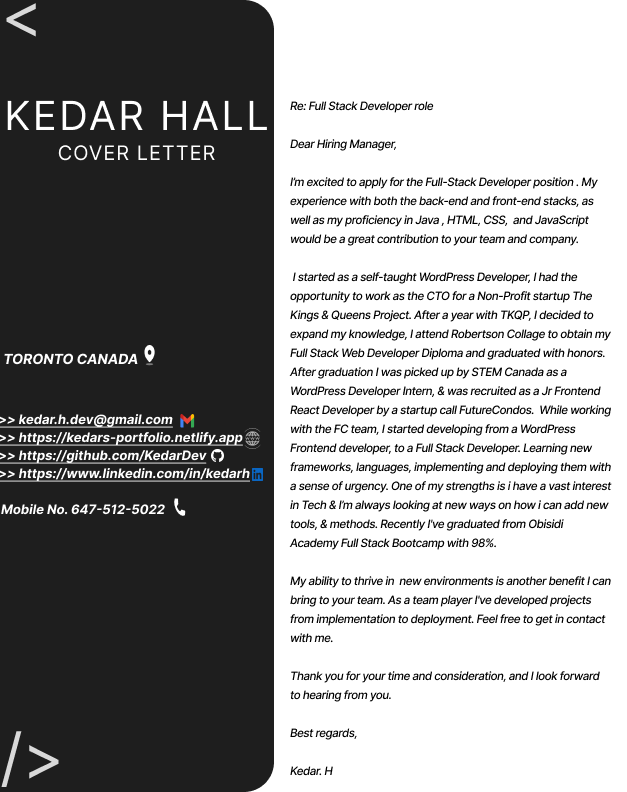 <
KEDAR HALL
COVER LETTER
TORONTO CANADA
>> kedar.h.dev@gmail.com
>> https://kedars-portfolio.netlify.app
>> https://github.com/KedarDev
>> https://www.linkedin.com/in/kedarh
Mobile No. 647-512-5022
/>
Re: Full Stack Developer role
Dear Hiring Manager,
I'm excited to apply for the Full-Stack Developer position . My
experience with both the back-end and front-end stacks, as
well as my proficiency in Java , HTML, CSS,  and JavaScript
would be a great contribution to your team and company.
I started as a self-taught WordPress Developer, I had the
opportunity to work as the CTO for a Non-Profit startup The
Kings & Queens Project. After a year with TKQP, I decided to
expand my knowledge, I attend Robertson Collage to obtain my
Full Stack Web Developer Diploma and graduated with honors.
After graduation I was picked up by STEM Canada as a
WordPress Developer Intern, & was recruited as a Jr Frontend
React Developer by a startup call FutureCondos.  While working
with the FC team, I started developing from a WordPress
Frontend developer, to a Full Stack Developer. Learning new
frameworks, languages, implementing and deploying them with
a sense of urgency. One of my strengths is i have a vast interest
in Tech & I'm always looking at new ways on how i can add new
tools, & methods. Recently I've graduated from Obisidi
Academy Full Stack Bootcamp with 98%.
My ability to thrive in  new environments is another benefit I can
bring to your team. As a team player I've developed projects
from implementation to deployment. Feel free to get in contact
with me.
Thank you for your time and consideration, and I look forward
to hearing from you.
Best regards,
Kedar. H